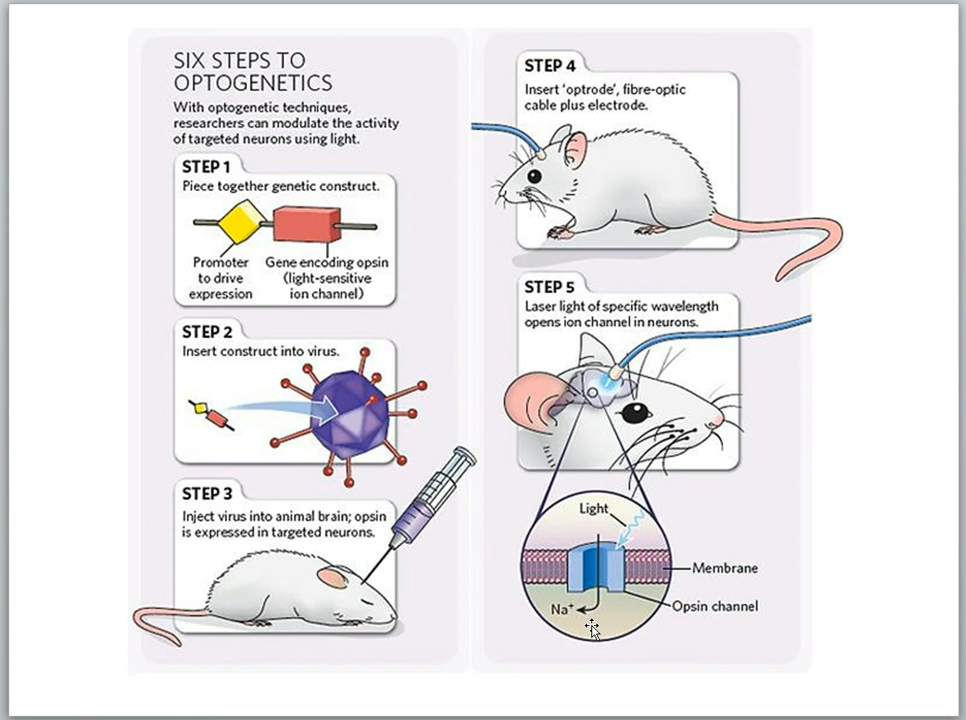 SIX STEPS TO
OPTOGENETICS
With optogenetic techniques,
researchers can modulate the activity
of targeted neurons using light.
STEP 1
Piece together genetic construct.
Promoter
to drive
expression
Gene encoding opsin
(light-sensitive
ion channel)
STEP 2
Insert construct into virus.
STEP 3
Inject virus into animal brain; opsin
is expressed in targeted neurons.
STEP 4
Insert ‘optrode’, fibre-optic
cable plus electrode.
STEP 5
Laser light of specific wavelength
opens ion channel in neurons.
Light
Membrane
Opsin channel
Na⁺